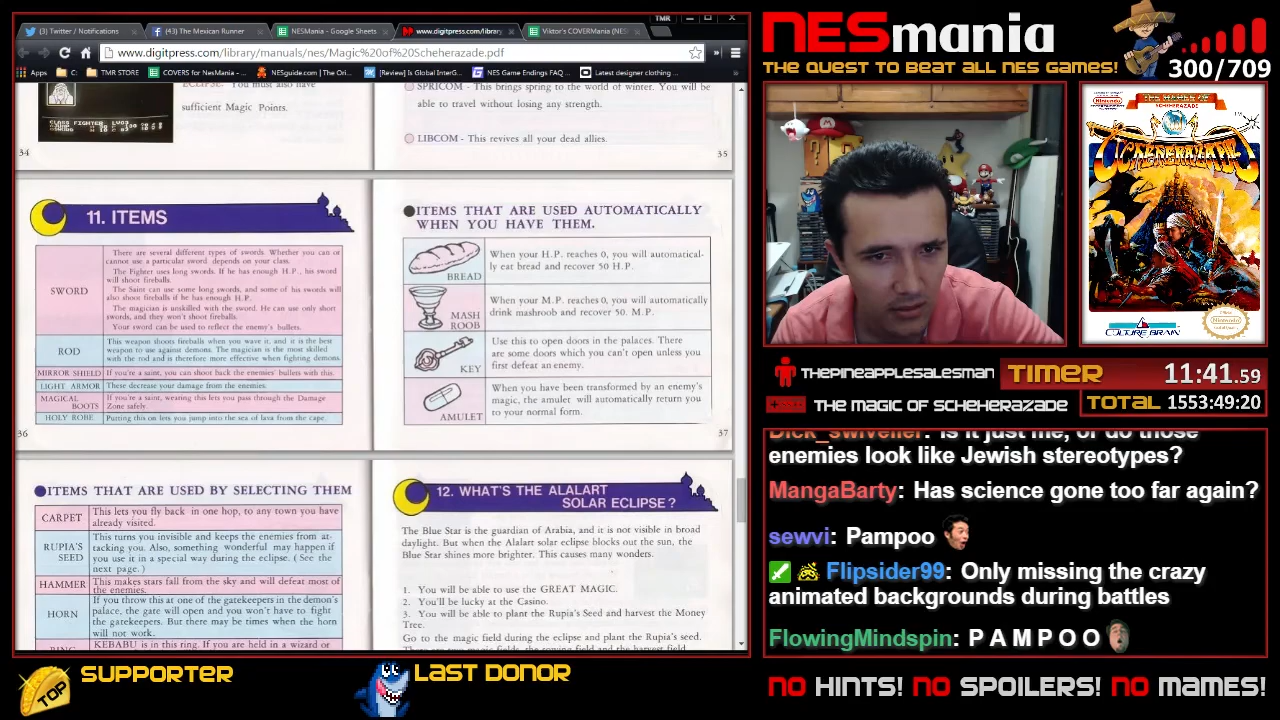 TMR
(3) Twitter / Notifications
(43) The Mexican Runner
NESMania - Google Sheets
www.digitpress.com/library
Viktor's COVERMania (NES
www.digitpress.com/library/manuals/nes/Magic%20of%20Scheherazade.pdf
Apps
TMR STORE
COVERS for NesMania -...
NESguide.com | The Ori...
[Review] Is Global InterG...
NES Game Endings FAQ ...
Latest designer clothing ...
ECLIPSE. You must also have
sufficient Magic Points.
34
SPRICOM - This brings spring to the world of winter. You will be
able to travel without losing any strength.
LIBCOM - This revives all your dead allies.
35
11. ITEMS
SWORD
There are several different types of swords. Whether you can or
cannot use a particular sword depends on your class.
The Fighter uses long swords. If he has enough H.P., his sword
will shoot fireballs.
The Saint can use some long swords, and some of his swords will
also shoot fireballs if he has enough H.P.
The magician is unskilled with the sword. He can use only short
swords, and they won't shoot fireballs.
Your sword can be used to reflect the enemy's bullets.
ROD
This weapon shoots fireballs when you wave it, and it is the best
weapon to use against demons. The magician is the most skilled
with the rod and is therefore more effective when fighting demons.
MIRROR SHIELD
If you're a saint, you can shoot back the enemies' bullets with this.
LIGHT ARMOR
These decrease your damage from the enemies.
MAGICAL BOOTS
If you're a saint, wearing this lets you pass through the Damage
Zone safely.
HOLY ROBE
Putting this on lets you jump into the sea of lava from the cape.
36
ITEMS THAT ARE USED AUTOMATICALLY
WHEN YOU HAVE THEM.
BREAD
When your H.P. reaches 0, you will automatical-
ly eat bread and recover 50 H.P.
MASH
ROOB
When your M.P. reaches 0, you will automatically
drink mashroob and recover 50. M.P.
KEY
Use this to open doors in the palaces. There
are some doors which you can't open unless you
first defeat an enemy.
AMULET
When you have been transformed by an enemy's
magic, the amulet will automatically return you
to your normal form.
37
ITEMS THAT ARE USED BY SELECTING THEM
CARPET
This lets you fly back in one hop, to any town you have
already visited.
RUPIA'S
SEED
This turns you invisible and keeps the enemies from at-
tacking you. Also, something wonderful may happen if
you use it in a special way during the eclipse. (See the
next page.)
HAMMER
This makes stars fall from the sky and will defeat most of
the enemies.
HORN
If you throw this at one of the gatekeepers in the demon's
palace, the gate will open and you won't have to fight
the gatekeepers. But there may be times when the horn
will not work.
KEBABU is in this ring. If you are held in a wizard or
12. WHAT'S THE ALALART
SOLAR ECLIPSE?
The Blue Star is the guardian of Arabia, and it is not visible in broad
daylight. But when the Alalart solar eclipse blocks out the sun, the
Blue Star shines more brighter. This causes many wonders.
1. You will be able to use the GREAT MAGIC.
2. You'll be lucky at the Casino.
3. You will be able to plant the Rupia's Seed and harvest the Money
Tree.
Go to the magic field during the eclipse and plant the Rupia's seed.
NESmania
THE QUEST TO BEAT ALL NES GAMES!
300/709
SCHEHERAZADE
CULTURE BRAIN
THEPINEAPPLESALESMAN
TIMER
11:41.59
THE MAGIC OF SCHEHERAZADE
TOTAL
1553:49:20
Dick_swiveller: Is it just me, or do those
enemies look like Jewish stereotypes?
MangaBarty: Has science gone too far again?
sewvi: Pampoo
Flipsider99: Only missing the crazy
animated backgrounds during battles
FlowingMindspin: P A M P O O
TOP
SUPPORTER
LAST DONOR
NO HINTS! NO SPOILERS! NO MAMES!